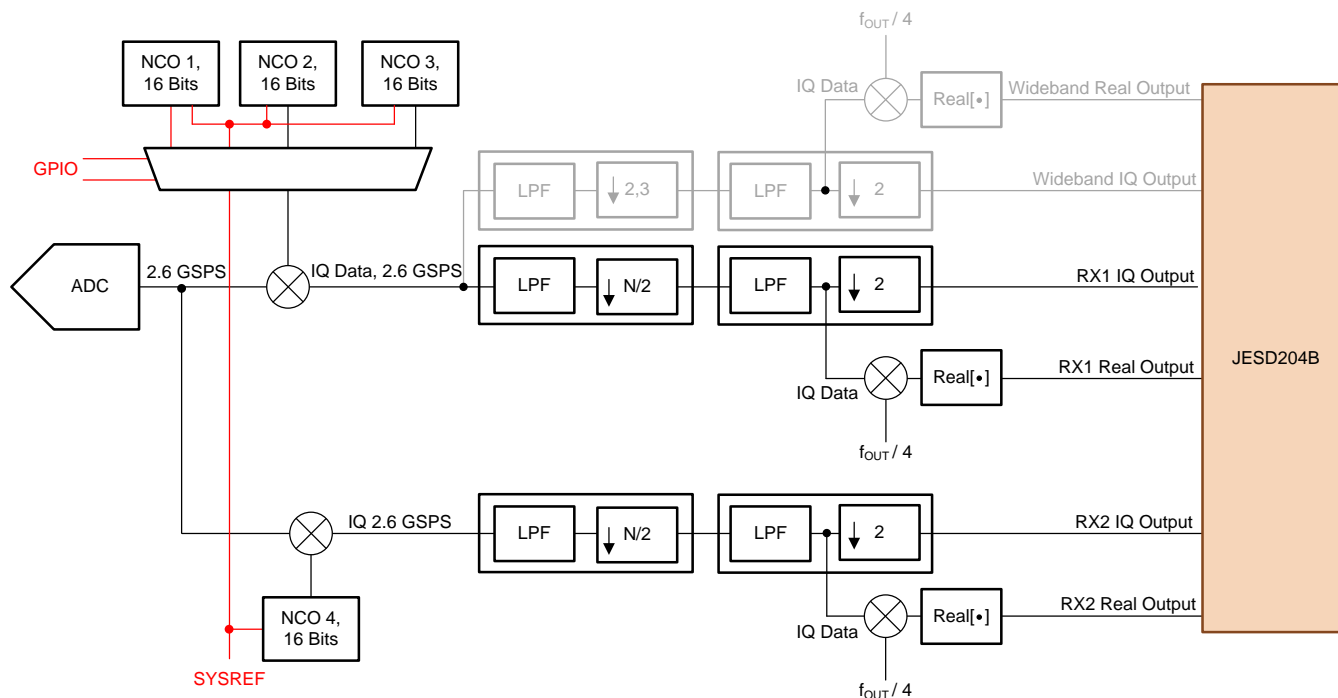 f_OUT / 4
NCO 1,
16 Bits
NCO 2,
16 Bits
NCO 3,
16 Bits
IQ Data
Real[•]
Wideband Real Output
GPIO
LPF
2,3
LPF
2
Wideband IQ Output
ADC
2.6 GSPS
IQ Data, 2.6 GSPS
LPF
N/2
LPF
2
RX1 IQ Output
JESD204B
IQ Data
Real[•]
RX1 Real Output
f_OUT / 4
IQ 2.6 GSPS
LPF
N/2
LPF
2
RX2 IQ Output
NCO 4,
16 Bits
IQ Data
Real[•]
RX2 Real Output
SYSREF
f_OUT / 4